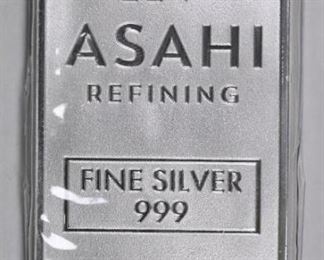 ASAHI
REFINING
FINE SILVER
999